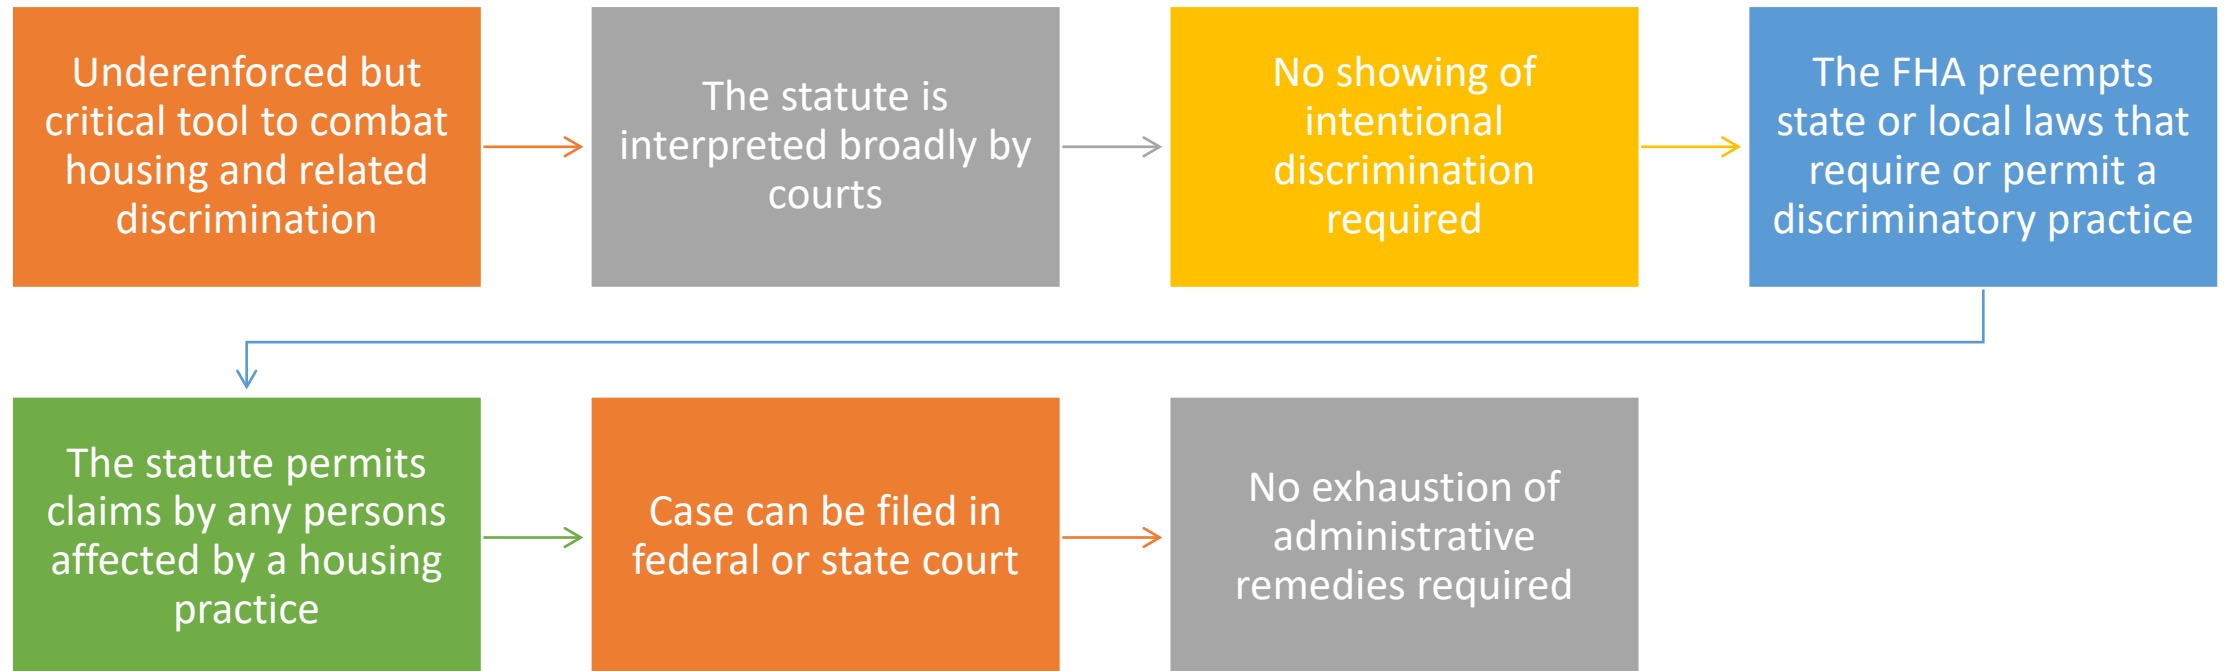 Underenforced but
critical tool to combat
housing and related
discrimination
The statute is
interpreted broadly by
courts
No showing of
intentional
discrimination
required
The FHA preempts
state or local laws that
require or permit a
discriminatory practice
The statute permits
claims by any persons
affected by a housing
practice
Case can be filed in
federal or state court
No exhaustion of
administrative
remedies required